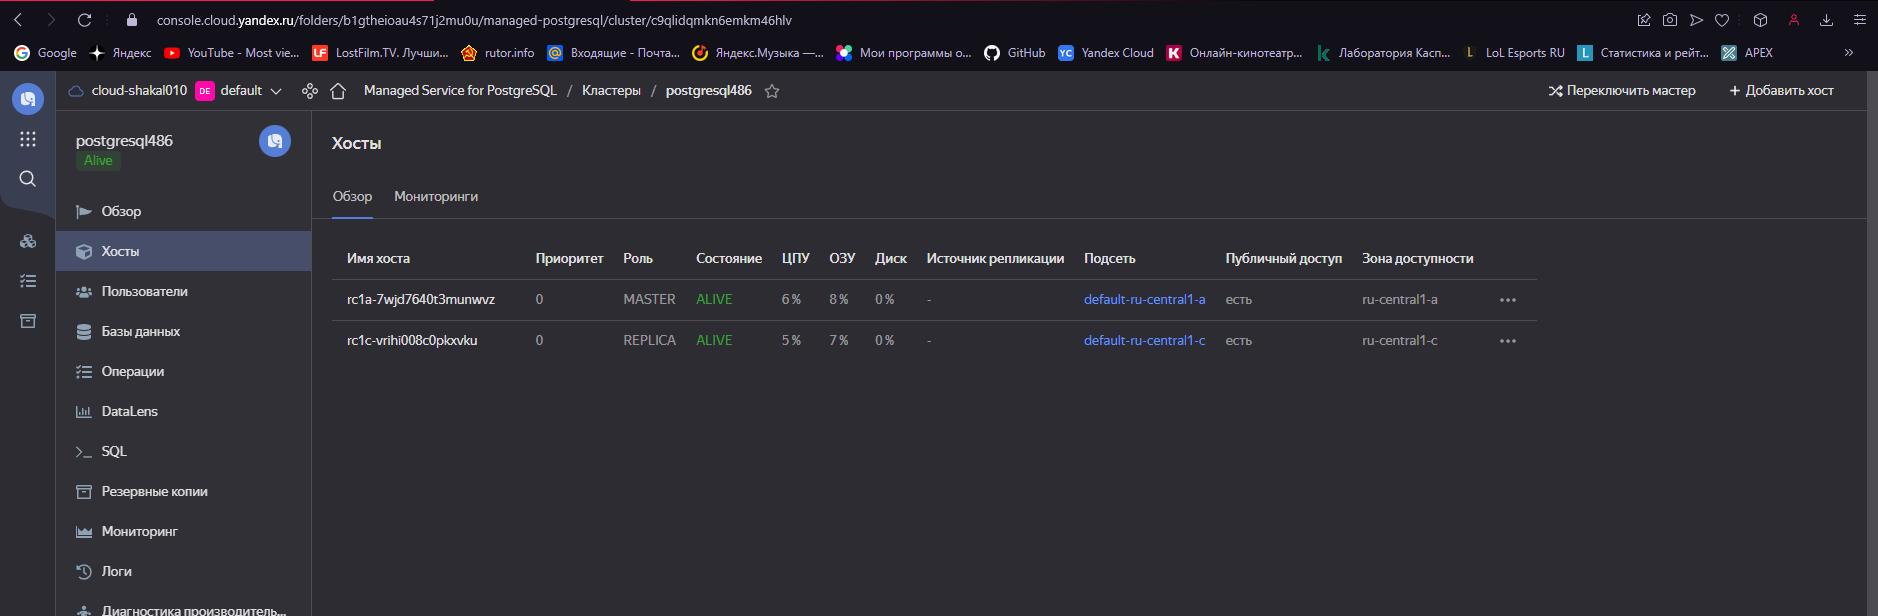 console.cloud.yandex.ru/folders/b1gtheioau4s71j2mu0u/managed-postgresql/cluster/c9qlidqmkn6emkm46hlv
Google Яндекс YouTube - Most vie... LF LostFilm.TV. Лучши... rutor.info @ Входящие - Почта... Яндекс.Музыка —... Мои программы о... GitHub YC Yandex Cloud K Онлайн-кинотеатр... k Лаборатория Касп... L LoL Esports RU L Статистика и рейт... APEX »
cloud-shakal010 DE default Managed Service for PostgreSQL / Кластеры / postgresql486 Переключить мастер + Добавить хост
postgresql486
Alive
Обзор
Хосты
Пользователи
Базы данных
Операции
DataLens
SQL
Резервные копии
Мониторинг
Логи
Диагностика производитель...
Хосты
Обзор Мониторинги
Имя хоста Приоритет Роль Состояние ЦПУ ОЗУ Диск Источник репликации Подсеть Публичный доступ Зона доступности
rc1a-7wjd7640t3munwvz 0 MASTER ALIVE 6 % 8 % 0 % - default-ru-central1-a есть ru-central1-a
rc1c-vrihi008c0pkxvku 0 REPLICA ALIVE 5 % 7 % 0 % - default-ru-central1-c есть ru-central1-c